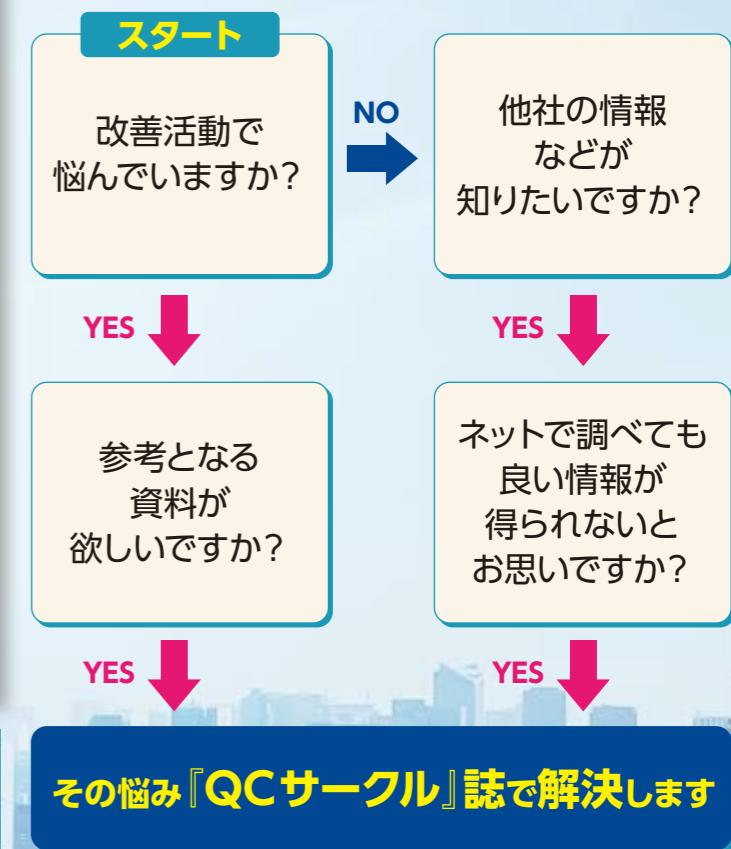 スタート
改善活動で
悩んでいますか?
NO
他社の情報
などが
知りたいですか?
YES
YES
参考となる
資料が
欲しいですか?
ネットで調べても
良い情報が
得られないと
お思いですか?
YES
YES
その悩み『QCサークル』誌で解決します